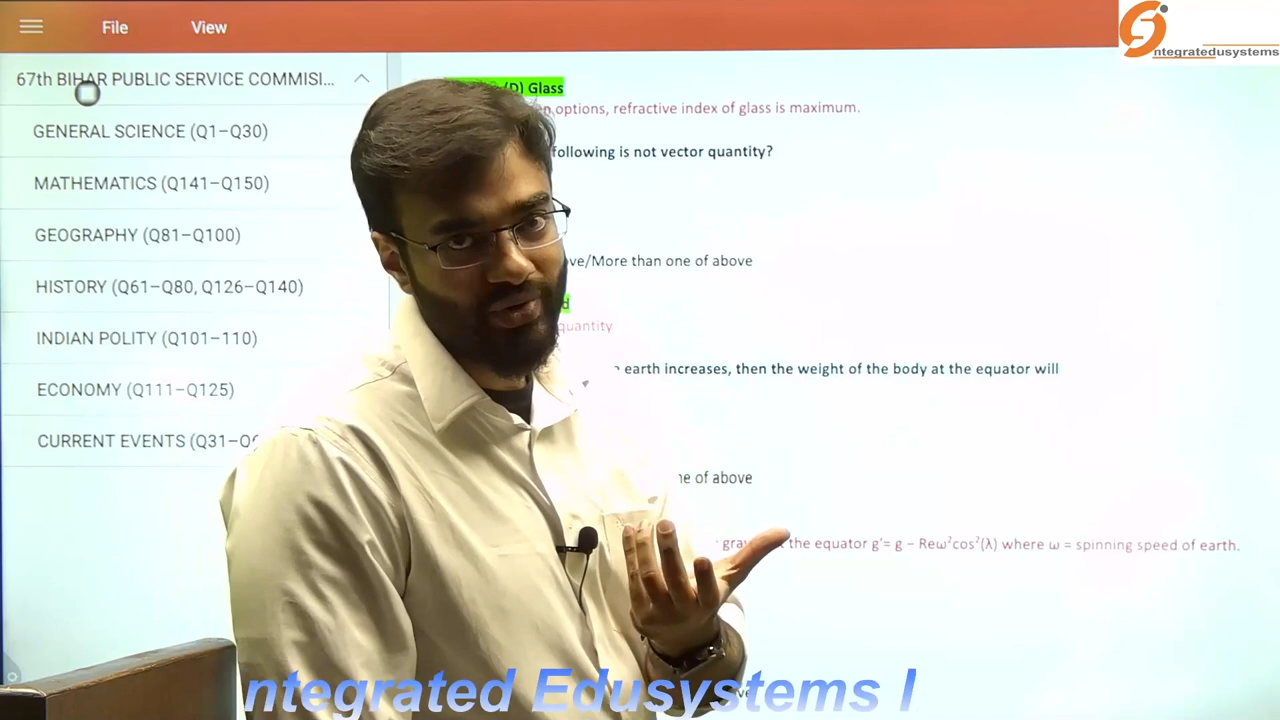 File
View
ntegratedusystems
67th BIHAR PUBLIC SERVICE COMMISI...
GENERAL SCIENCE (Q1–Q30)
MATHEMATICS (Q141–Q150)
GEOGRAPHY (Q81–Q100)
HISTORY (Q61–Q80, Q126–Q140)
INDIAN POLITY (Q101–110)
ECONOMY (Q111–Q125)
CURRENT EVENTS (Q31–
(D) Glass
options, refractive index of glass is maximum.
following is not vector quantity?
/More than one of above
quantity
earth increases, then the weight of the body at the equator will
of above
the equator g'= g – Reω²cos²(λ) where ω = spinning speed of earth.
ntegrated Edusystems I